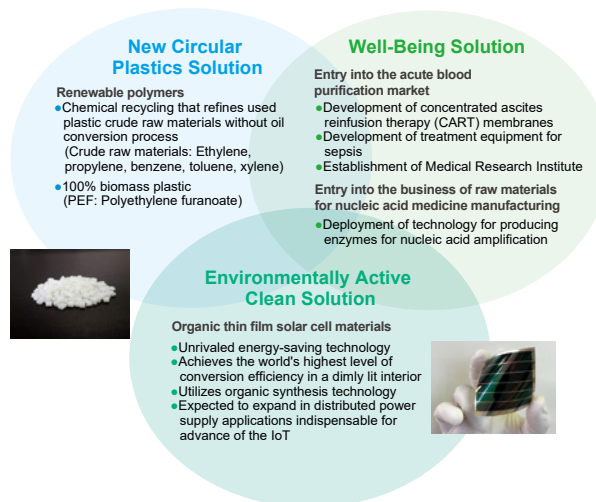 New Circular
Plastics Solution
Renewable polymers
●Chemical recycling that refines used
plastic crude raw materials without oil
conversion process
(Crude raw materials: Ethylene,
propylene, benzene, toluene, xylene)
●100% biomass plastic
(PEF: Polyethylene furanoate)
Well-Being Solution
Entry into the acute blood
purification market
●Development of concentrated ascites
reinfusion therapy (CART) membranes
●Development of treatment equipment for
sepsis
●Establishment of Medical Research Institute
Entry into the business of raw materials
for nucleic acid medicine manufacturing
●Deployment of technology for producing
enzymes for nucleic acid amplification
Environmentally Active
Clean Solution
Organic thin film solar cell materials
●Unrivaled energy-saving technology
●Achieves the world's highest level of
conversion efficiency in a dimly lit interior
●Utilizes organic synthesis technology
●Expected to expand in distributed power
supply applications indispensable for
advance of the IoT